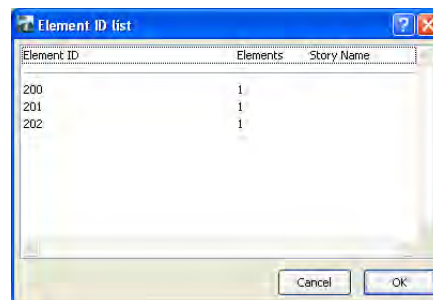 Element ID list
Element ID Elements Story Name
200 1
201 1
202 1
Cancel OK